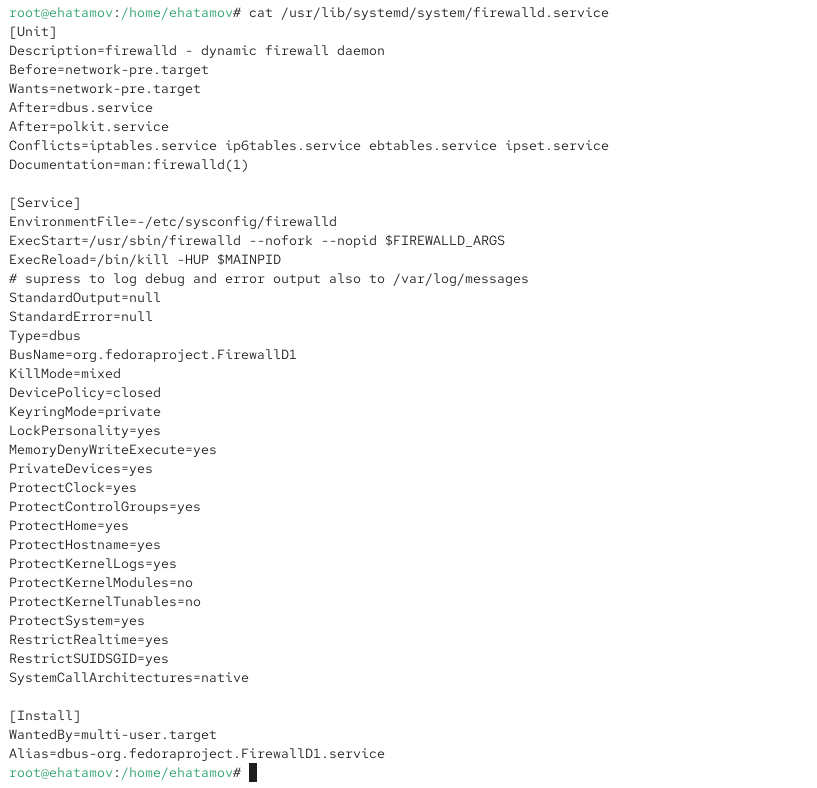 root@ehatamov:/home/ehatamov# cat /usr/lib/systemd/system/firewalld.service
[Unit]
Description=firewalld - dynamic firewall daemon
Before=network-pre.target
Wants=network-pre.target
After=dbus.service
After=polkit.service
Conflicts=iptables.service ip6tables.service ebtables.service ipset.service
Documentation=man:firewalld(1)

[Service]
EnvironmentFile=-/etc/sysconfig/firewalld
ExecStart=/usr/sbin/firewalld --nofork --nopid $FIREWALLD_ARGS
ExecReload=/bin/kill -HUP $MAINPID
# supress to log debug and error output also to /var/log/messages
StandardOutput=null
StandardError=null
Type=dbus
BusName=org.fedoraproject.FirewallD1
KillMode=mixed
DevicePolicy=closed
KeyringMode=private
LockPersonality=yes
MemoryDenyWriteExecute=yes
PrivateDevices=yes
ProtectClock=yes
ProtectControlGroups=yes
ProtectHome=yes
ProtectHostname=yes
ProtectKernelLogs=yes
ProtectKernelModules=no
ProtectKernelTunables=no
ProtectSystem=yes
RestrictRealtime=yes
RestrictSUIDSGID=yes
SystemCallArchitectures=native

[Install]
WantedBy=multi-user.target
Alias=dbus-org.fedoraproject.FirewallD1.service
root@ehatamov:/home/ehatamov#